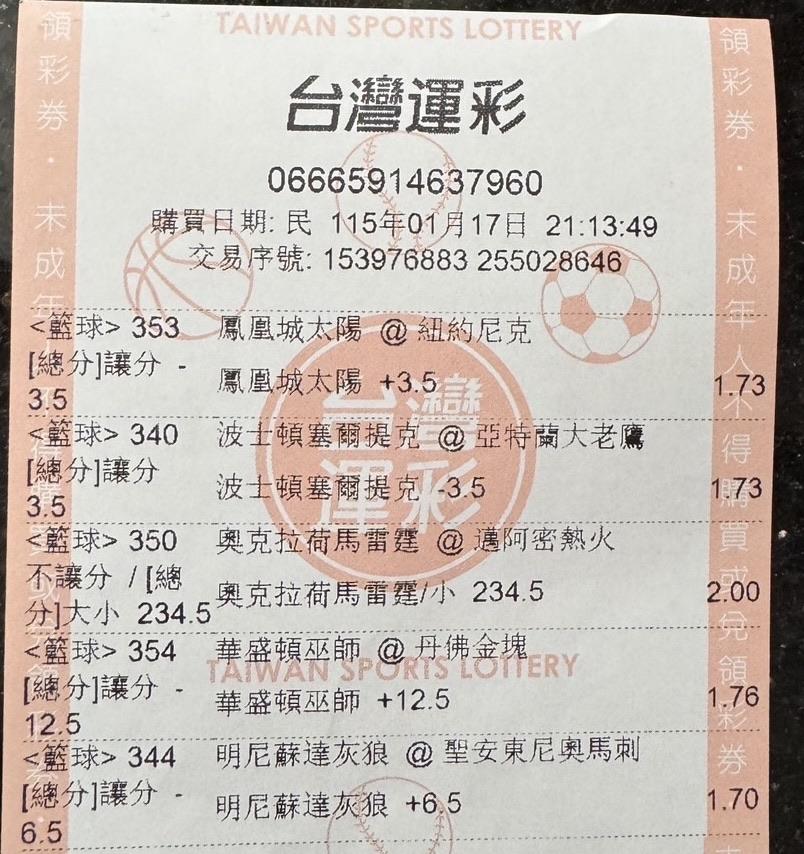 TAIWAN SPORTS LOTTERY
台灣運彩
06665914637960
購買日期: 民 115年01月17日 21:13:49
交易序號: 153976883 255028646
<籃球> 353 鳳凰城太陽 @ 紐約尼克
[總分]讓分 -
鳳凰城太陽 +3.5 1.73
3.5
<籃球> 340 波士頓塞爾提克 @ 亞特蘭大老鷹
[總分]讓分
波士頓塞爾提克 -3.5 1.73
3.5
<籃球> 350 奧克拉荷馬雷霆 @ 邁阿密熱火
不讓分 / [總
奧克拉荷馬雷霆/小 234.5 2.00
分]大小 234.5
<籃球> 354 華盛頓巫師 @ 丹佛金塊
TAIWAN SPORTS LOTTERY
[總分]讓分 -
華盛頓巫師 +12.5 1.76
12.5
<籃球> 344 明尼蘇達灰狼 @ 聖安東尼奧馬刺
[總分]讓分 -
明尼蘇達灰狼 +6.5 1.70
6.5
台灣運彩
領彩券 · 未成年
領彩券 · 未成年人不得購買或兌領彩券